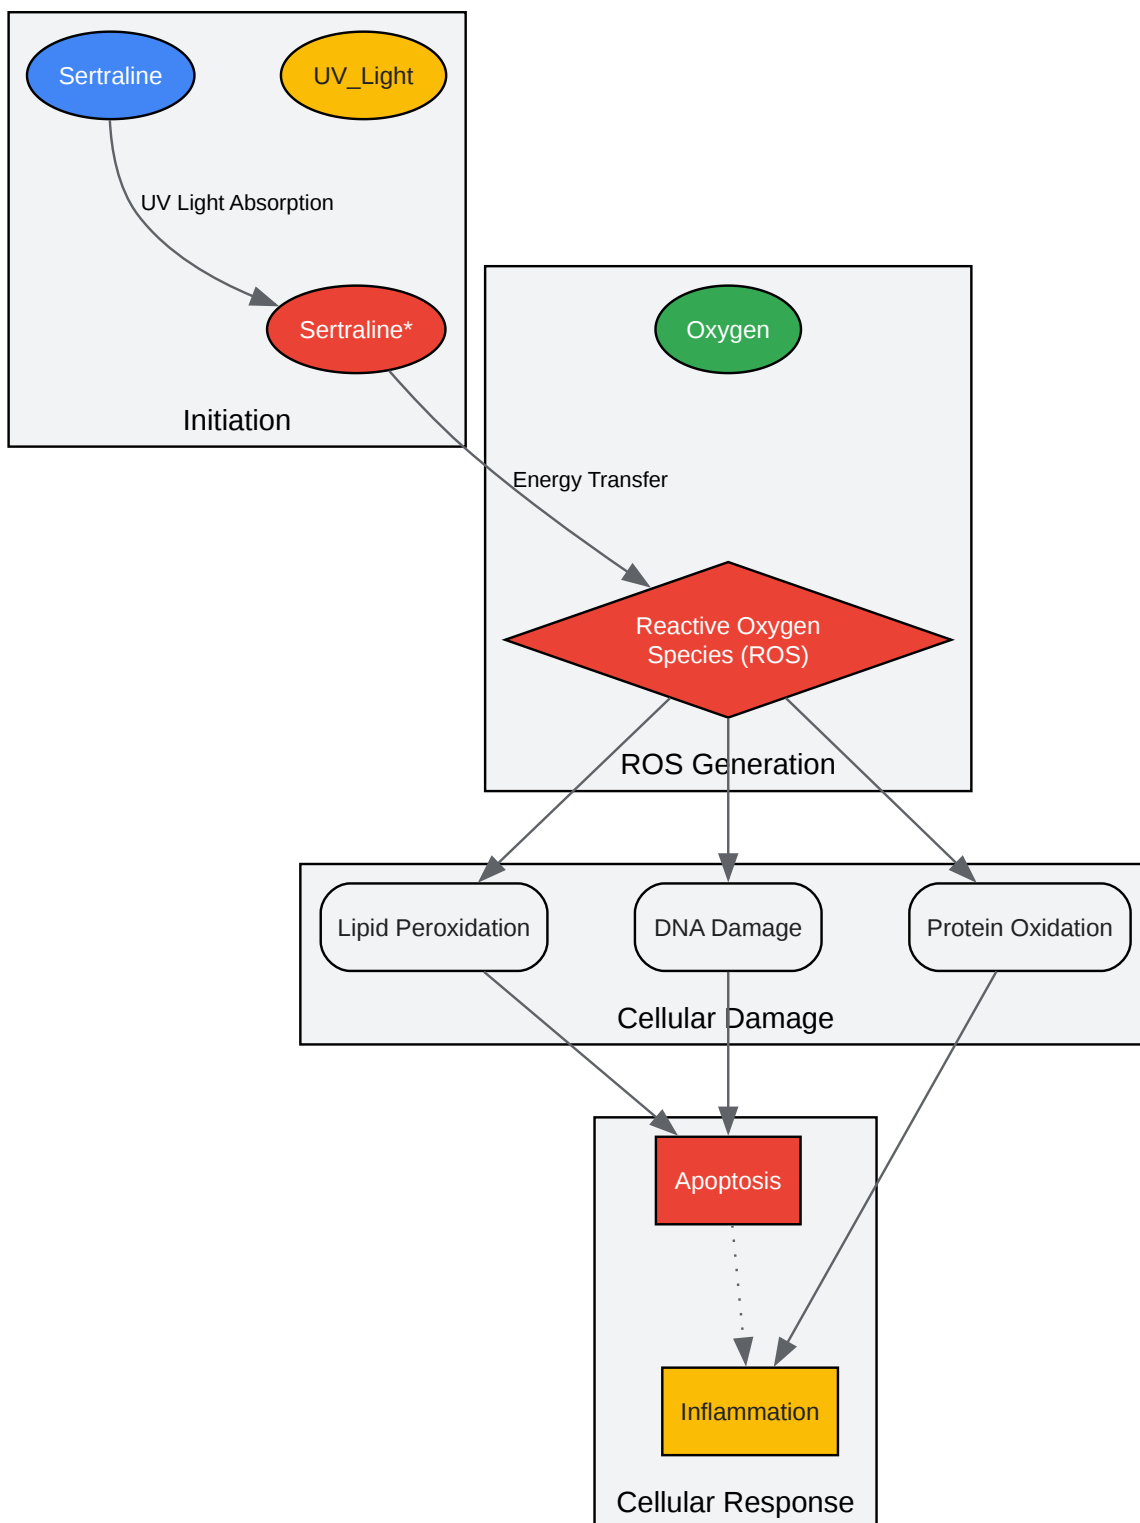 Sertraline
UV_Light
UV Light Absorption
Sertraline*
Oxygen
Initiation
Energy Transfer
Reactive Oxygen
Species (ROS)
ROS Generation
Lipid Peroxidation
DNA Damage
Protein Oxidation
Cellular Damage
Apoptosis
Inflammation
Cellular Response